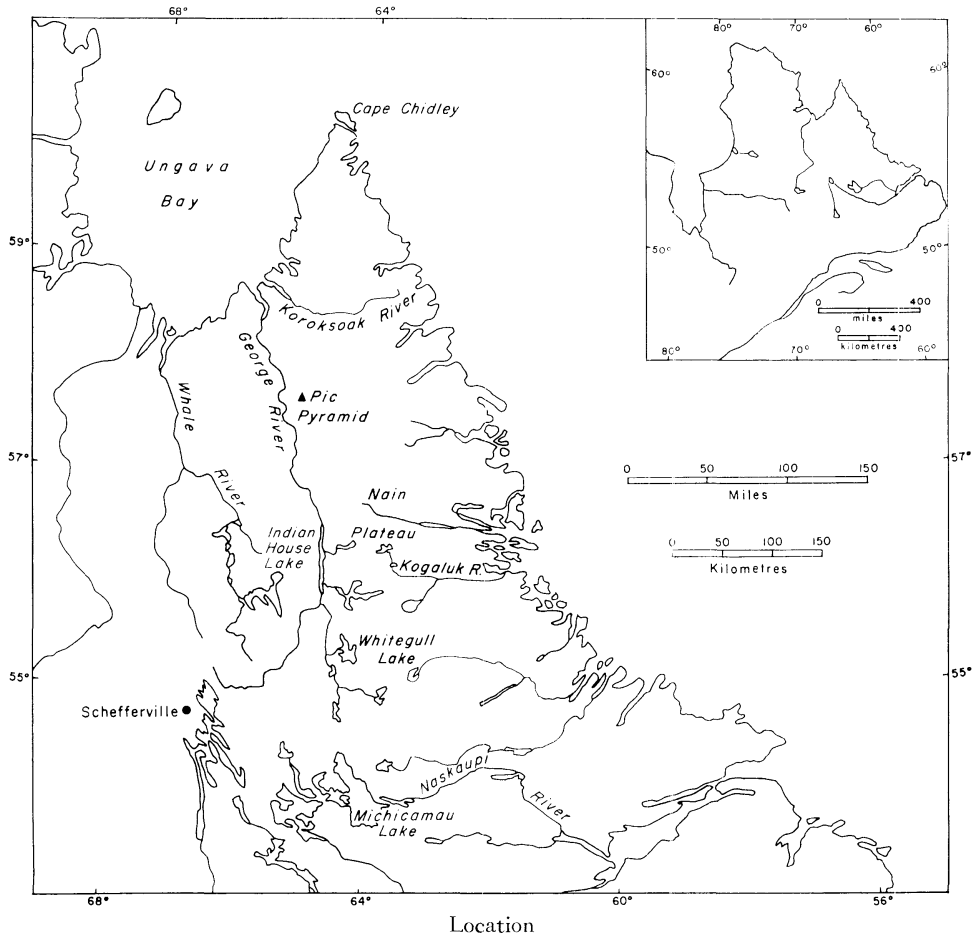 68°
64°
80°
70°
60°
60°
60°
50°
50°
0 400
miles
0 400
kilometres
80°
70°
60°
Cape Chidley
Ungava
Bay
59°
Koroksoak River
George River
Pic
Pyramid
Whale
River
57°
57°
0 50 100 150
Miles
Nain
Plateau
Indian
House
Lake
Kogaluk R.
0 50 100 150
Kilometres
Whitegull
Lake
55°
55°
Schefferville
Naskaupi
River
Michicamau
Lake
68°
64°
60°
56°
Location